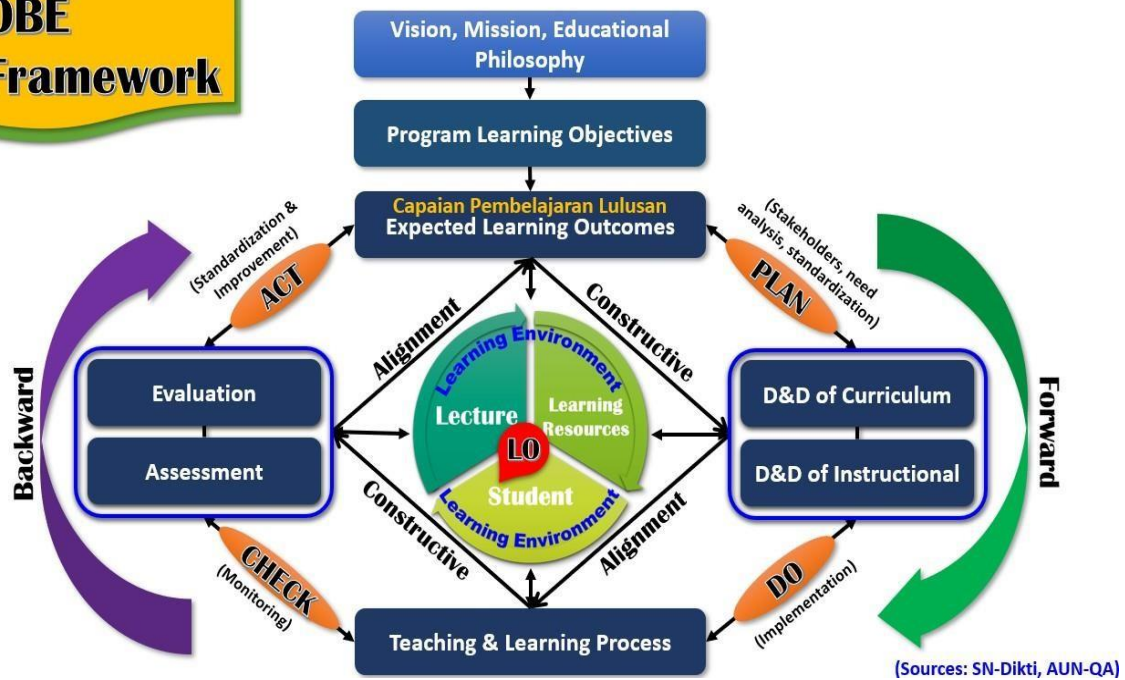 OBE
Framework
Vision, Mission, Educational
Philosophy
Program Learning Objectives
Capaian Pembelajaran Lulusan
Expected Learning Outcomes
(Standardization &
Improvement)
ACT
(Stakeholders, need
analysis, standardization)
PLAN
Alignment
Constructive
Backward
Evaluation
Assessment
Learning Environment
Lecture
Learning
Resources
LO
Student
Learning Environment
D&D of Curriculum
D&D of Instructional
Forward
Constructive
Alignment
CHECK
(Monitoring)
DO
(Implementation)
Teaching & Learning Process
(Sources: SN-Dikti, AUN-QA)